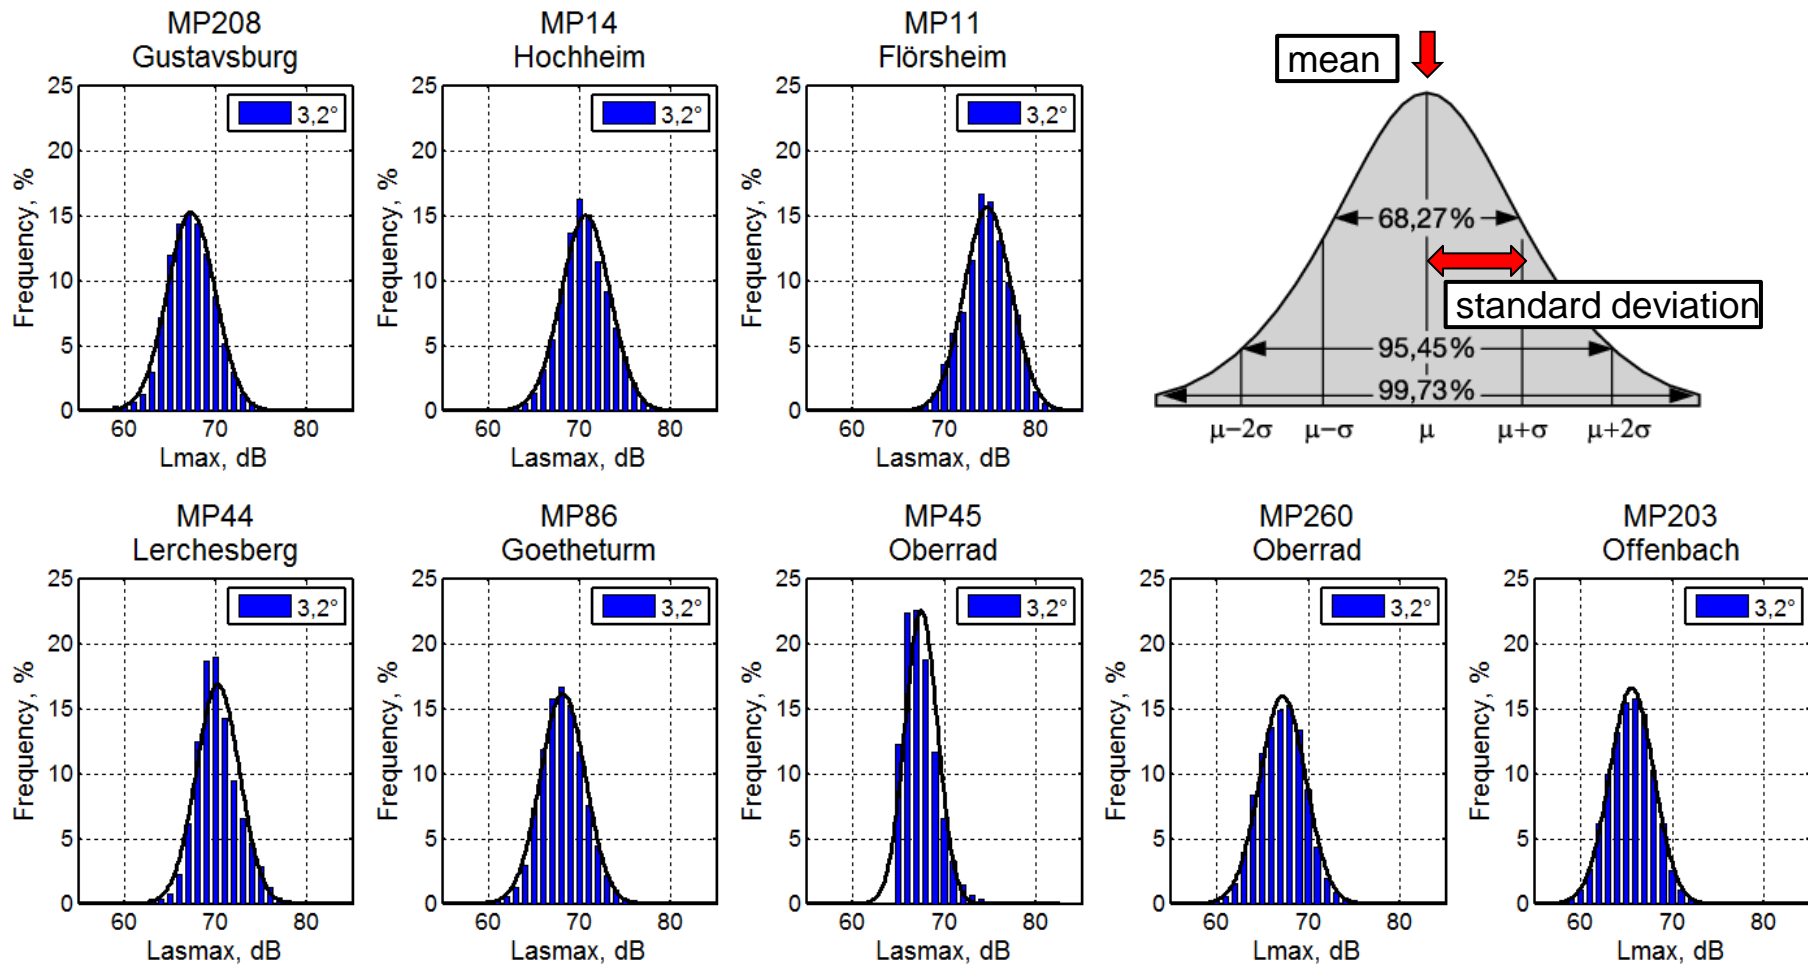 MP208
Gustavsburg
25
20
15
10
5
0
Frequency, %
3,2°
60 70 80
Lmax, dB
MP14
Hochheim
25
20
15
10
5
0
Frequency, %
3,2°
60 70 80
Lasmax, dB
MP11
Flörsheim
25
20
15
10
5
0
Frequency, %
3,2°
60 70 80
Lasmax, dB
mean
68,27%
standard deviation
95,45%
99,73%
μ−2σ μ−σ μ μ+σ μ+2σ
MP44
Lerchesberg
25
20
15
10
5
0
Frequency, %
3,2°
60 70 80
Lasmax, dB
MP86
Goetheturm
25
20
15
10
5
0
Frequency, %
3,2°
60 70 80
Lasmax, dB
MP45
Oberrad
25
20
15
10
5
0
Frequency, %
3,2°
60 70 80
Lasmax, dB
MP260
Oberrad
25
20
15
10
5
0
Frequency, %
3,2°
60 70 80
Lmax, dB
MP203
Offenbach
25
20
15
10
5
0
Frequency, %
3,2°
60 70 80
Lmax, dB